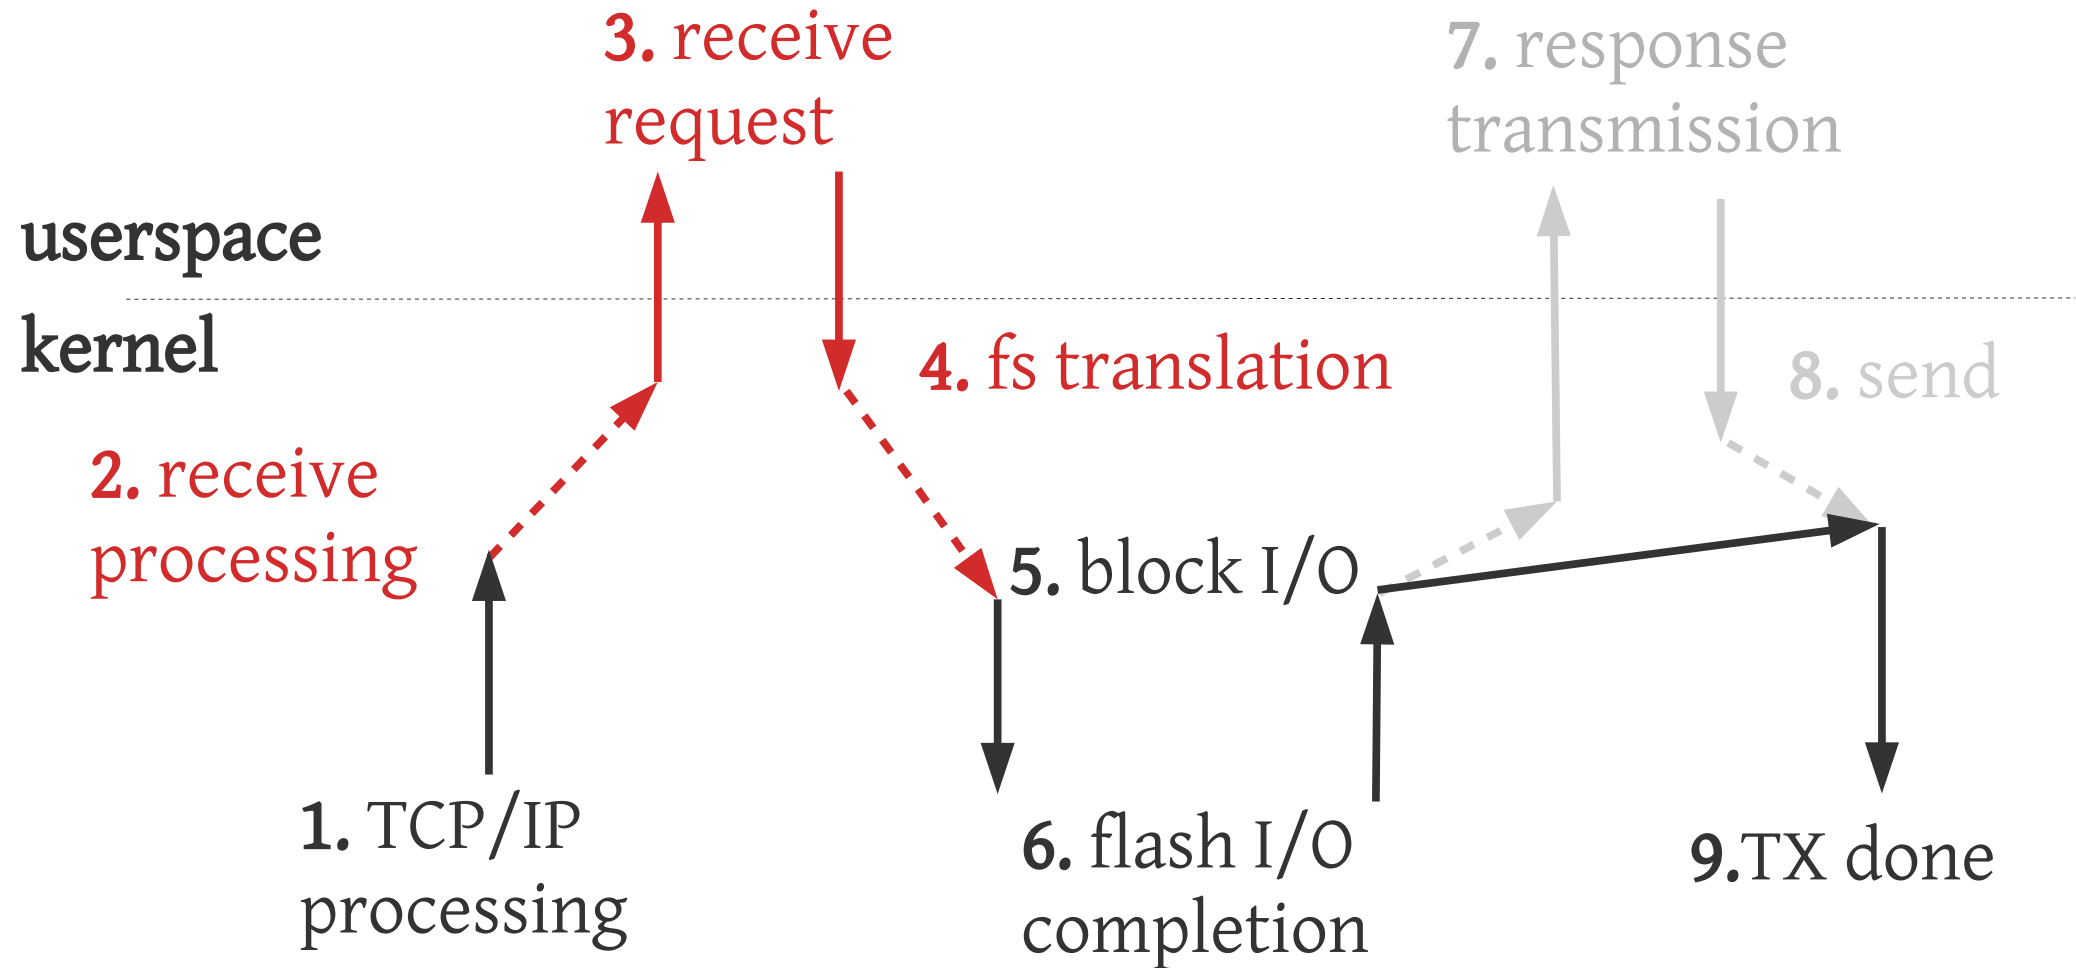 3. receive
request
7. response
transmission
userspace
kernel
4. fs translation
8. send
2. receive
processing
5. block I/O
1. TCP/IP
processing
6. flash I/O
completion
9.TX done